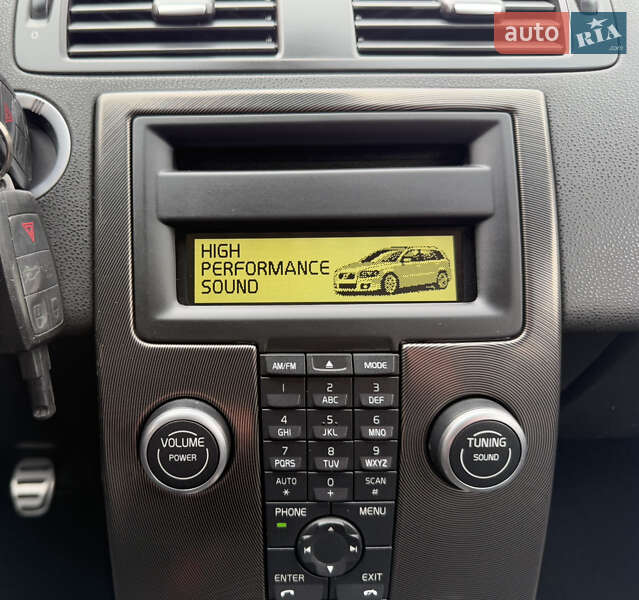 auto RIA
.com
HIGH
PERFORMANCE
SOUND
AM/FM MODE
1 2 3
ABC DEF
4 5 6
GHI JKL MNO
7 8 9
PQRS TUV WXYZ
AUTO 0 SCAN
* + #
VOLUME
POWER
TUNING
SOUND
PHONE MENU
ENTER EXIT